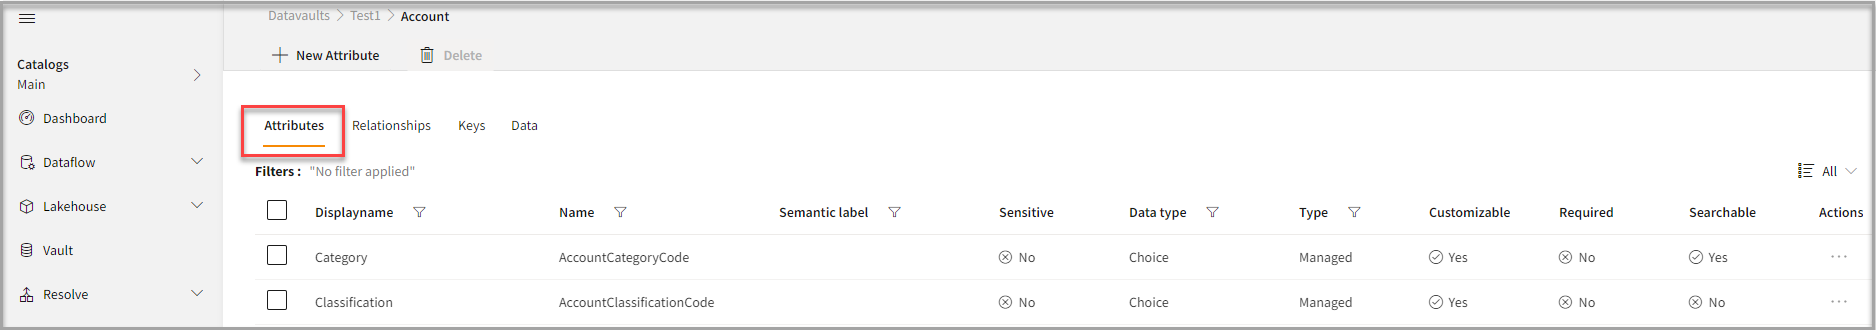 Datavaults > Test1 > Account
New Attribute Delete
Catalogs
Main
Dashboard
Dataflow
Lakehouse
Vault
Resolve
Attributes Relationships Keys Data
Filters : "No filter applied" All
Displayname Name Semantic label Sensitive Data type Type Customizable Required Searchable Actions
Category AccountCategoryCode No Choice Managed Yes No Yes ...
Classification AccountClassificationCode No Choice Managed Yes No No ...